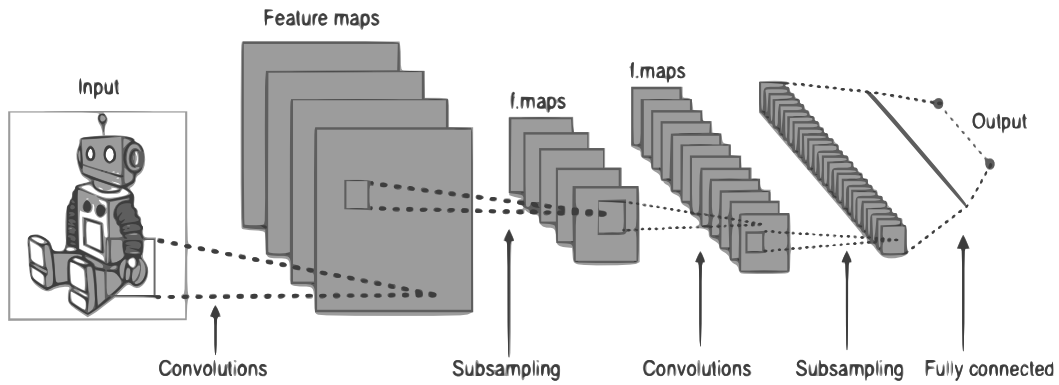 Feature maps
Input
f.maps
f.maps
Output
Convolutions
Subsampling
Convolutions
Subsampling
Fully connected